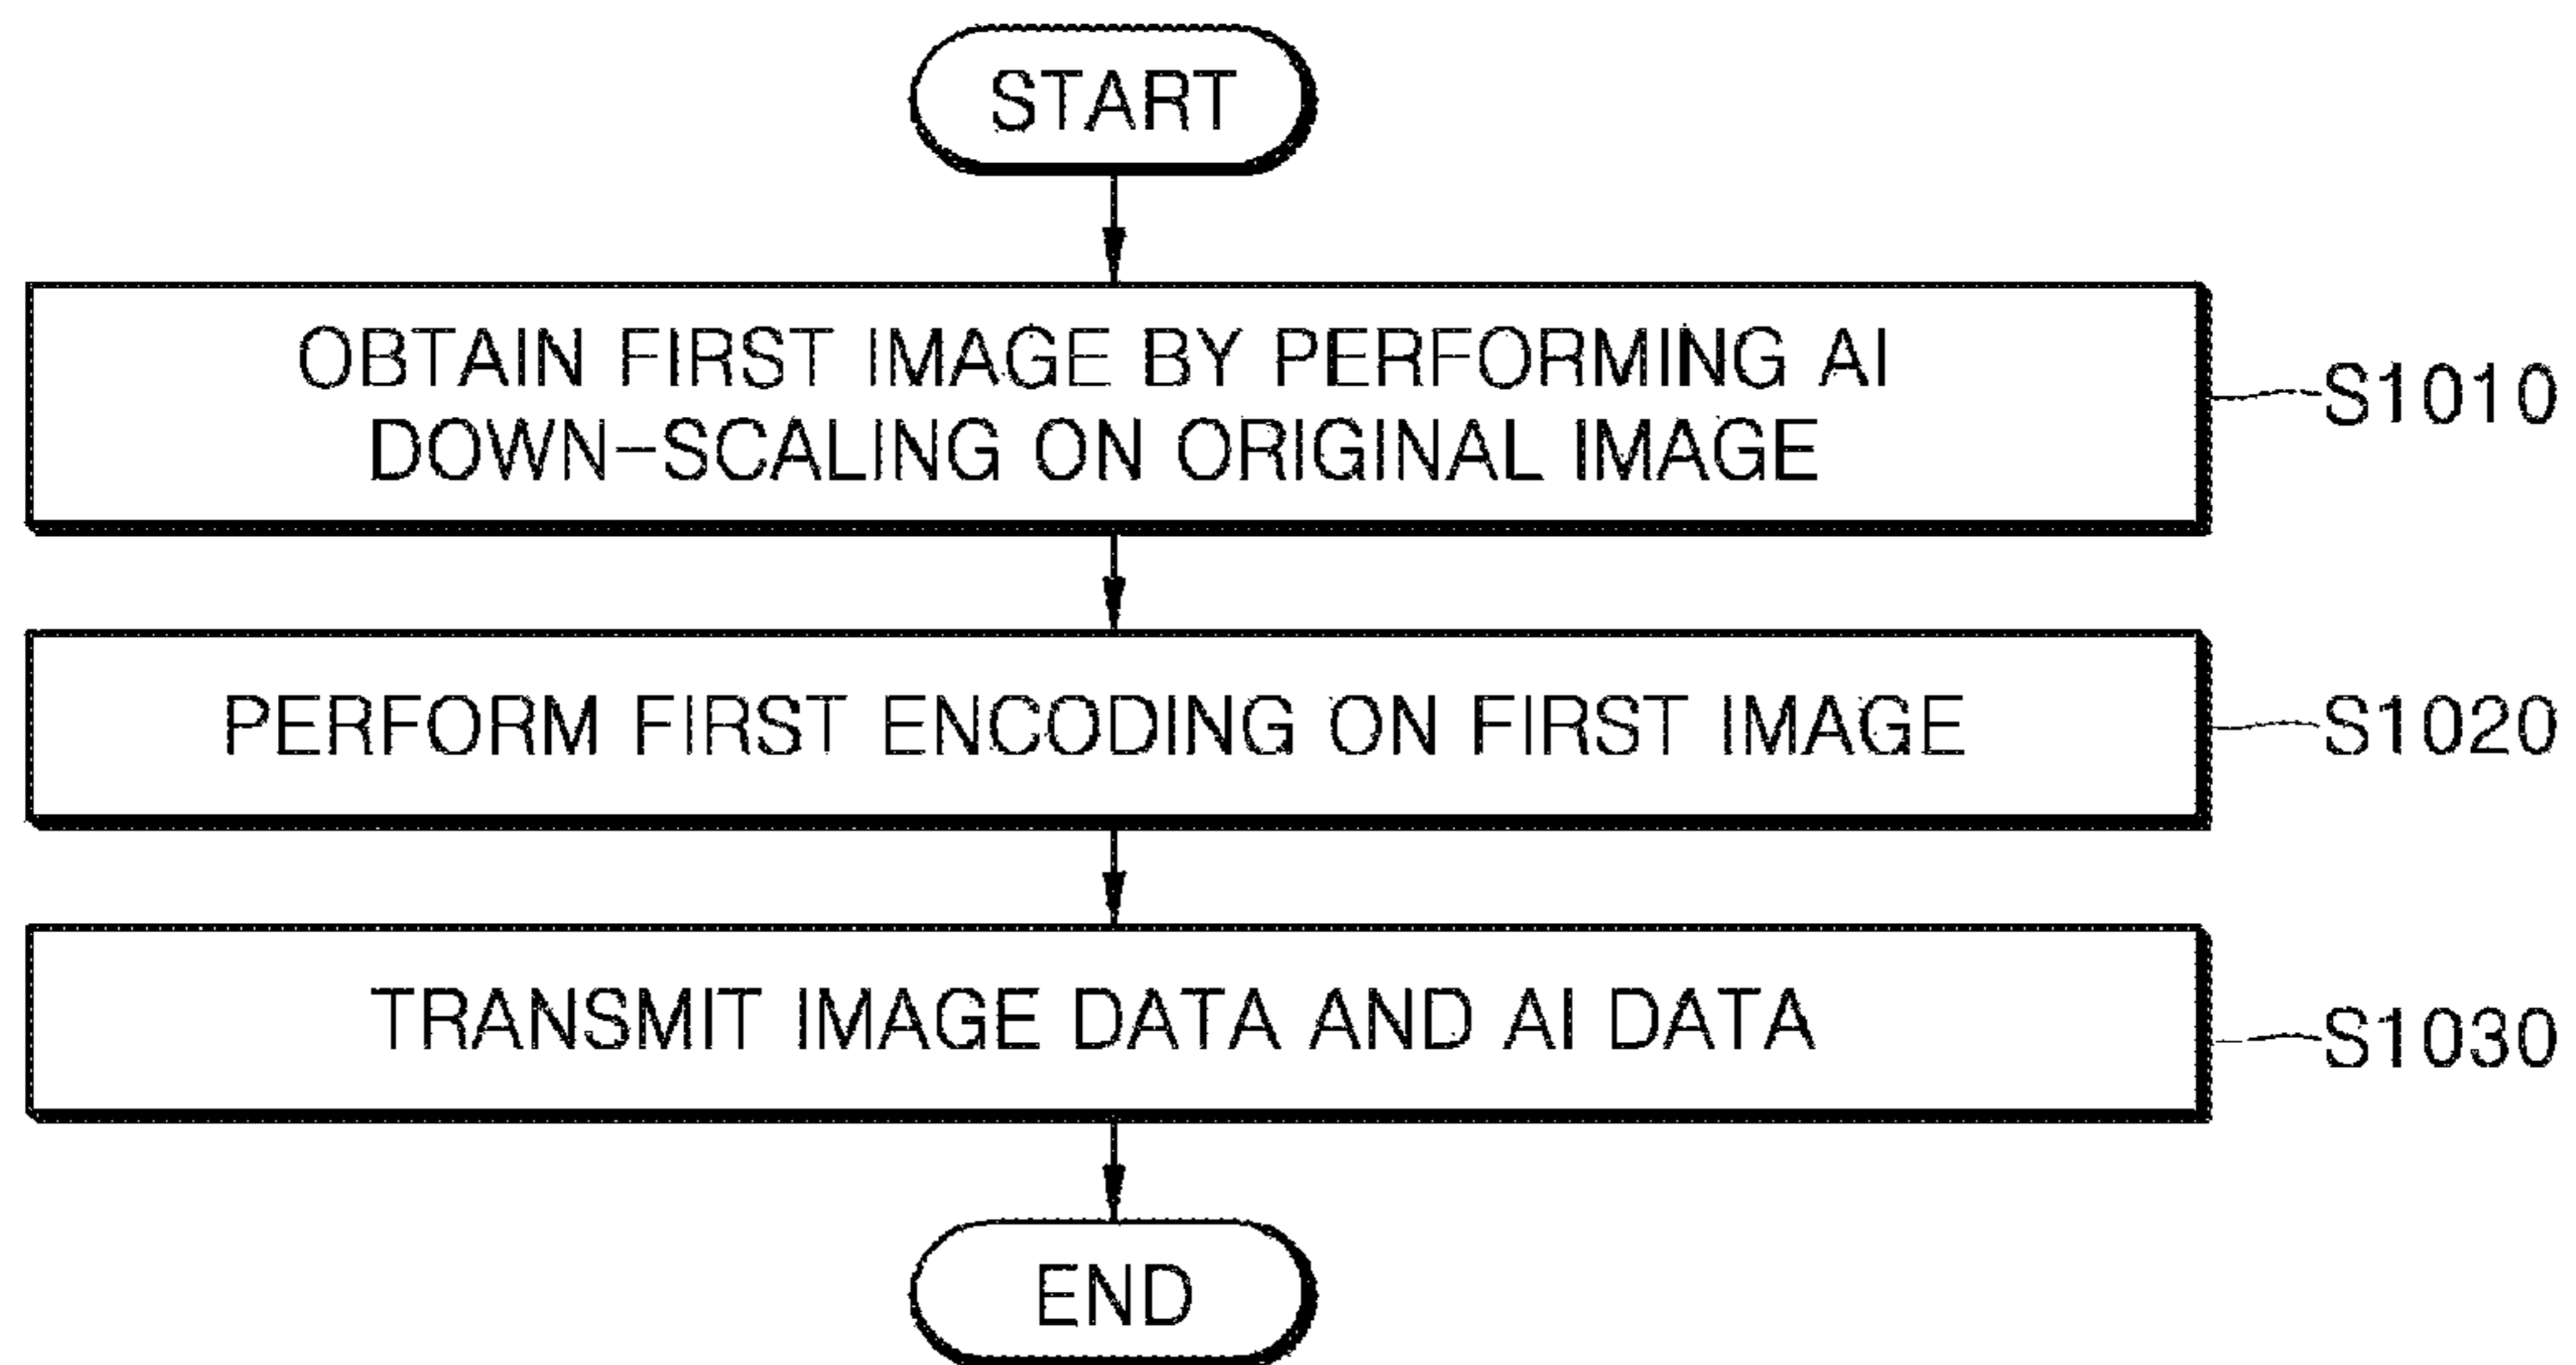 START
OBTAIN FIRST IMAGE BY PERFORMING AI
DOWN-SCALING ON ORIGINAL IMAGE
S1010
PERFORM FIRST ENCODING ON FIRST IMAGE
S1020
TRANSMIT IMAGE DATA AND AI DATA
S1030
END